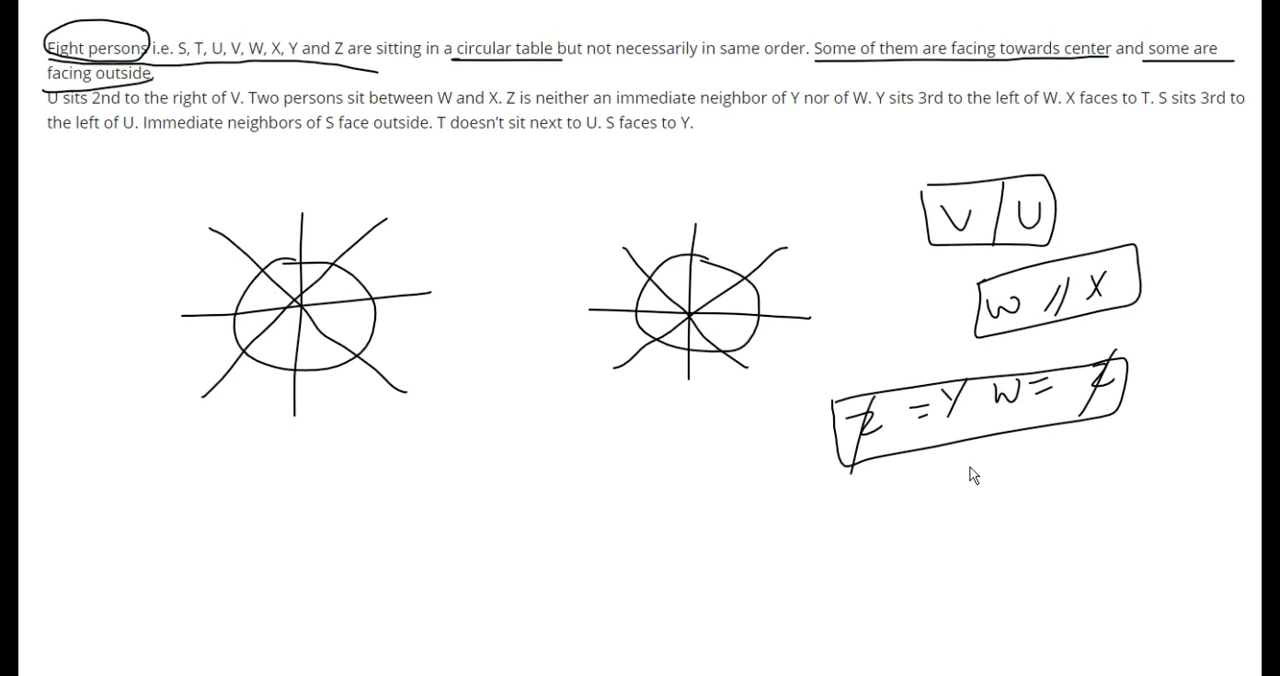 Eight persons i.e. S, T, U, V, W, X, Y and Z are sitting in a circular table but not necessarily in same order. Some of them are facing towards center and some are
facing outside.
U sits 2nd to the right of V. Two persons sit between W and X. Z is neither an immediate neighbor of Y nor of W. Y sits 3rd to the left of W. X faces to T. S sits 3rd to
the left of U. Immediate neighbors of S face outside. T doesn't sit next to U. S faces to Y.
V / U
W // X
Z = Y W = Z